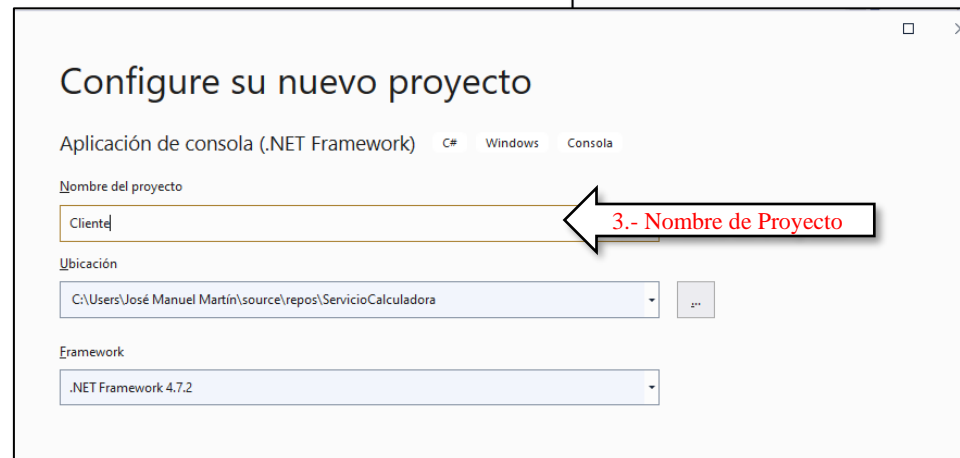 Configure su nuevo proyecto
Aplicación de consola (.NET Framework) C# Windows Consola
Nombre del proyecto
Cliente
3.- Nombre de Proyecto
Ubicación
C:\Users\José Manuel Martín\source\repos\ServicioCalculadora
...
Framework
.NET Framework 4.7.2